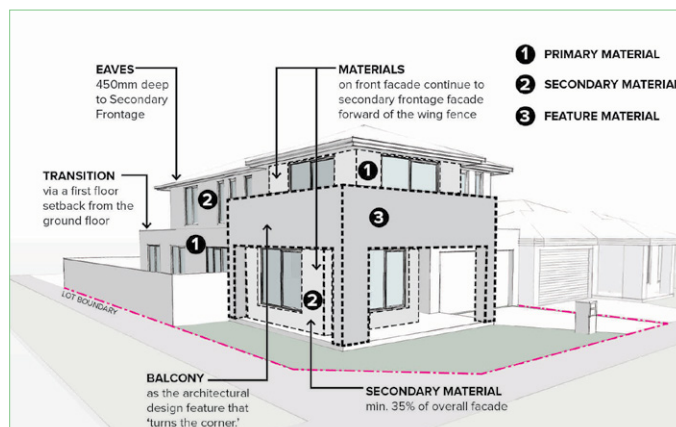 EAVES
450mm deep
to Secondary
Frontage
MATERIALS
on front facade continue to
secondary frontage facade
forward of the wing fence
1 PRIMARY MATERIAL
2 SECONDARY MATERIAL
3 FEATURE MATERIAL
TRANSITION
via a first floor
setback from the
ground floor
1
2
3
1
2
LOT BOUNDARY
BALCONY
as the architectural
design feature that
'turns the corner.'
SECONDARY MATERIAL
min. 35% of overall facade